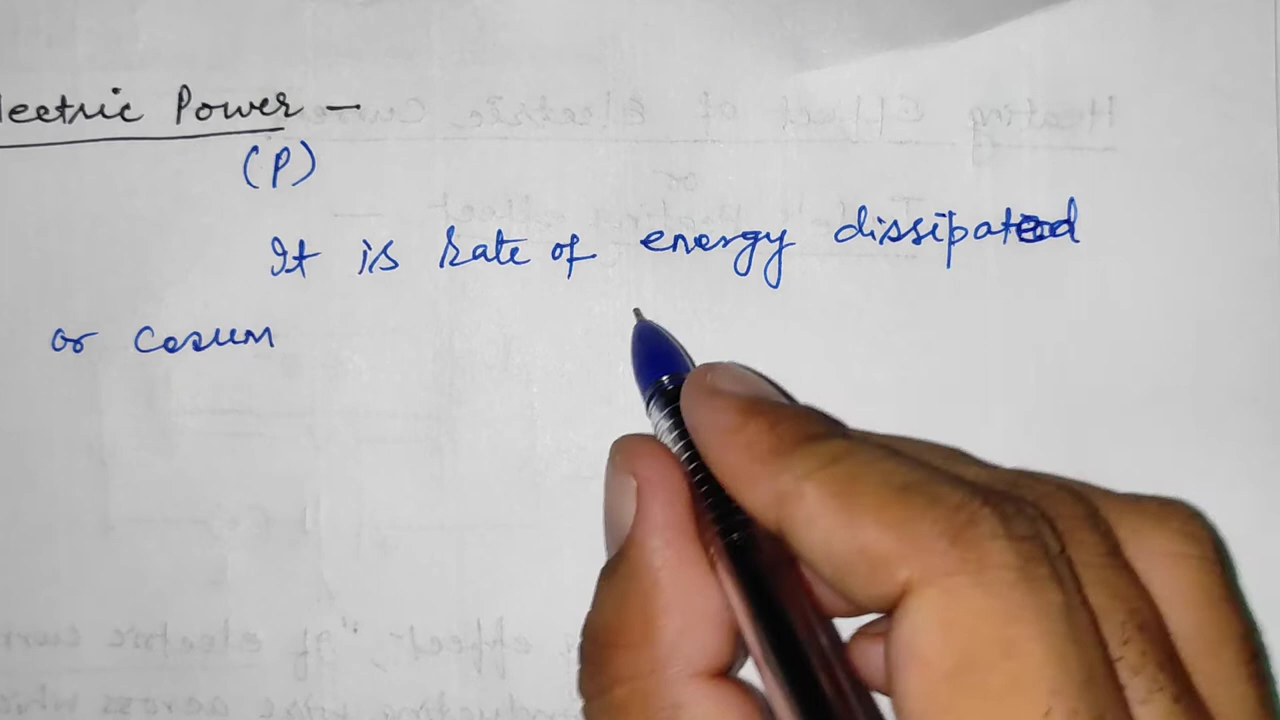 lectric Power –
(P)
It is rate of energy dissipated
or cosum